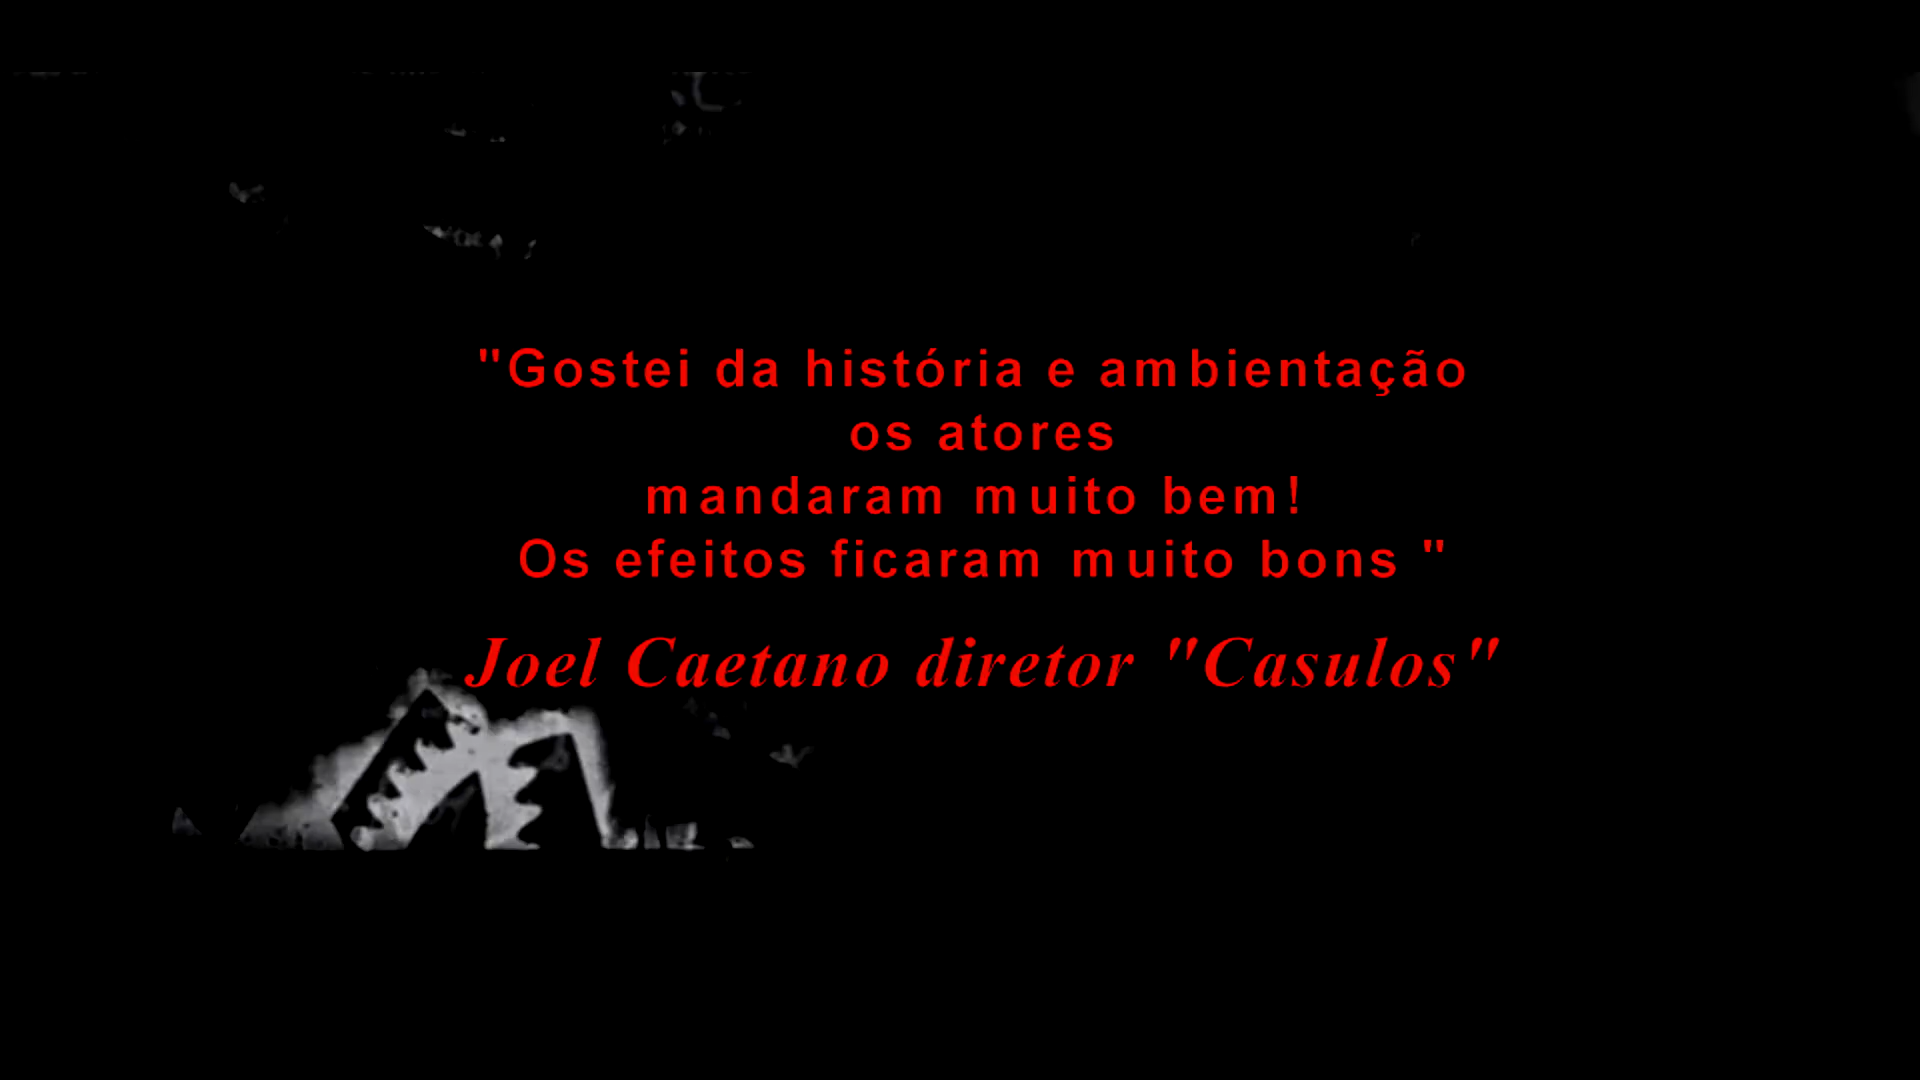 "Gostei da história e ambientação
os atores
mandaram muito bem!
Os efeitos ficaram muito bons "
Joel Caetano diretor "Casulos"